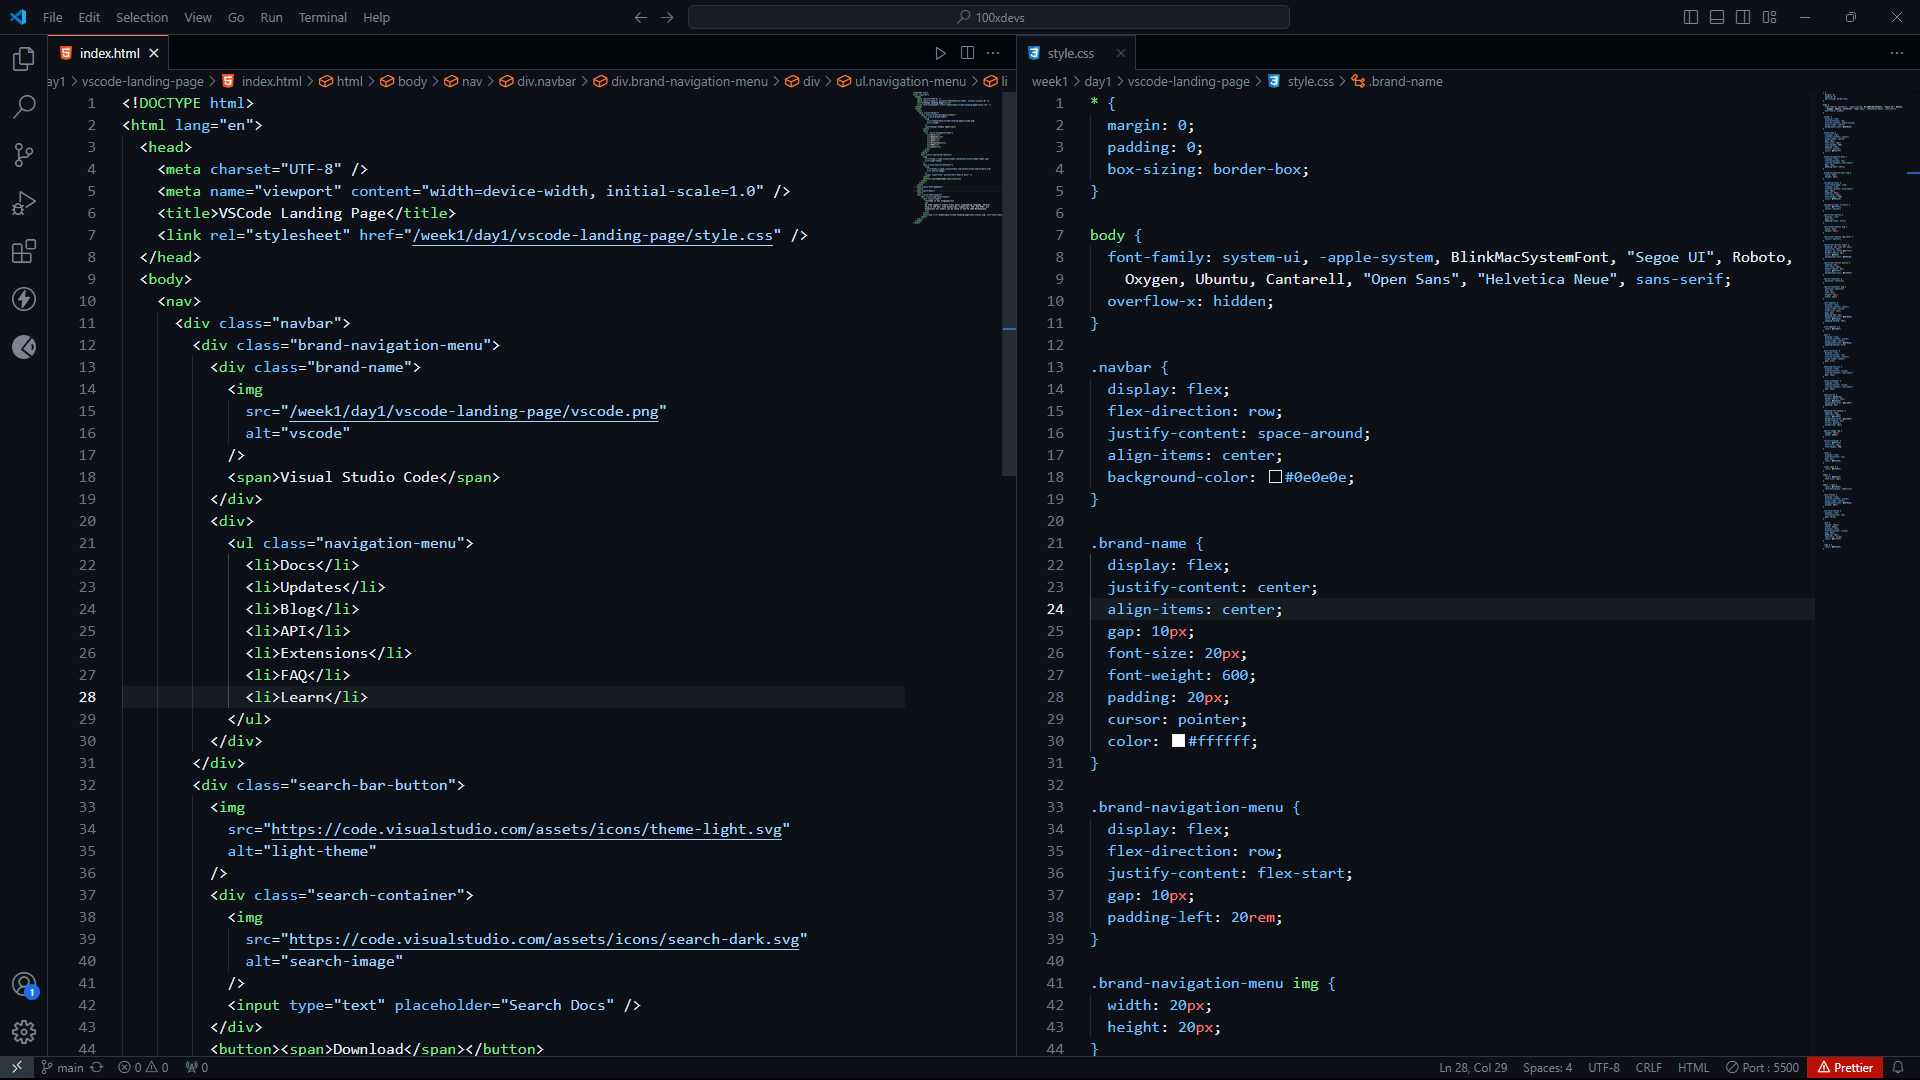 File Edit Selection View Go Run Terminal Help
100xdevs
index.html
ay1 > vscode-landing-page > index.html > html > body > nav > div.navbar > div.brand-navigation-menu > div > ul.navigation-menu > li
1 <!DOCTYPE html>
2 <html lang="en">
3 <head>
4 <meta charset="UTF-8" />
5 <meta name="viewport" content="width=device-width, initial-scale=1.0" />
6 <title>VSCode Landing Page</title>
7 <link rel="stylesheet" href="/week1/day1/vscode-landing-page/style.css" />
8 </head>
9 <body>
10 <nav>
11 <div class="navbar">
12 <div class="brand-navigation-menu">
13 <div class="brand-name">
14 <img
15 src="/week1/day1/vscode-landing-page/vscode.png"
16 alt="vscode"
17 />
18 <span>Visual Studio Code</span>
19 </div>
20 <div>
21 <ul class="navigation-menu">
22 <li>Docs</li>
23 <li>Updates</li>
24 <li>Blog</li>
25 <li>API</li>
26 <li>Extensions</li>
27 <li>FAQ</li>
28 <li>Learn</li>
29 </ul>
30 </div>
31 </div>
32 <div class="search-bar-button">
33 <img
34 src="https://code.visualstudio.com/assets/icons/theme-light.svg"
35 alt="light-theme"
36 />
37 <div class="search-container">
38 <img
39 src="https://code.visualstudio.com/assets/icons/search-dark.svg"
40 alt="search-image"
41 />
42 <input type="text" placeholder="Search Docs" />
43 </div>
44 <button><span>Download</span></button>
style.css
week1 > day1 > vscode-landing-page > style.css > .brand-name
1 * {
2 margin: 0;
3 padding: 0;
4 box-sizing: border-box;
5 }
6
7 body {
8 font-family: system-ui, -apple-system, BlinkMacSystemFont, "Segoe UI", Roboto,
9 Oxygen, Ubuntu, Cantarell, "Open Sans", "Helvetica Neue", sans-serif;
10 overflow-x: hidden;
11 }
12
13 .navbar {
14 display: flex;
15 flex-direction: row;
16 justify-content: space-around;
17 align-items: center;
18 background-color: #0e0e0e;
19 }
20
21 .brand-name {
22 display: flex;
23 justify-content: center;
24 align-items: center;
25 gap: 10px;
26 font-size: 20px;
27 font-weight: 600;
28 padding: 20px;
29 cursor: pointer;
30 color: #ffffff;
31 }
32
33 .brand-navigation-menu {
34 display: flex;
35 flex-direction: row;
36 justify-content: flex-start;
37 gap: 10px;
38 padding-left: 20rem;
39 }
40
41 .brand-navigation-menu img {
42 width: 20px;
43 height: 20px;
44 }
1
main 0 0 0 Ln 28, Col 29 Spaces: 4 UTF-8 CRLF HTML Port : 5500 Prettier